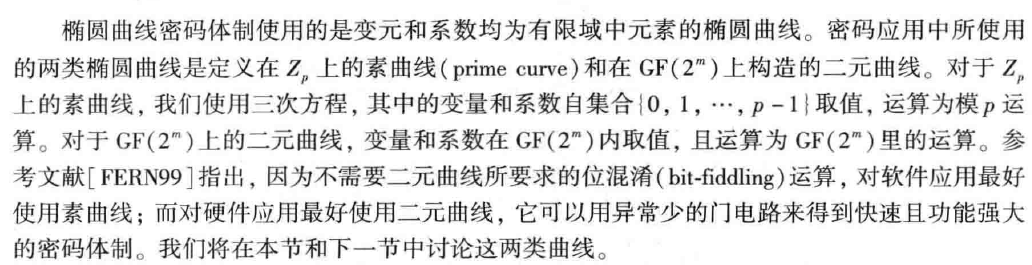 椭圆曲线密码体制使用的是变元和系数均为有限域中元素的椭圆曲线。密码应用中所使用
的两类椭圆曲线是定义在 Zₚ 上的素曲线(prime curve)和在 GF(2ᵐ)上构造的二元曲线。对于 Zₚ
上的素曲线，我们使用三次方程，其中的变量和系数自集合{0, 1, ⋯, p－1}取值，运算为模 p 运
算。对于 GF(2ᵐ)上的二元曲线，变量和系数在 GF(2ᵐ)内取值，且运算为 GF(2ᵐ)里的运算。参
考文献[FERN99]指出，因为不需要二元曲线所要求的位混淆(bit-fiddling)运算，对软件应用最好
使用素曲线；而对硬件应用最好使用二元曲线，它可以用异常少的门电路来得到快速且功能强大
的密码体制。我们将在本节和下一节中讨论这两类曲线。